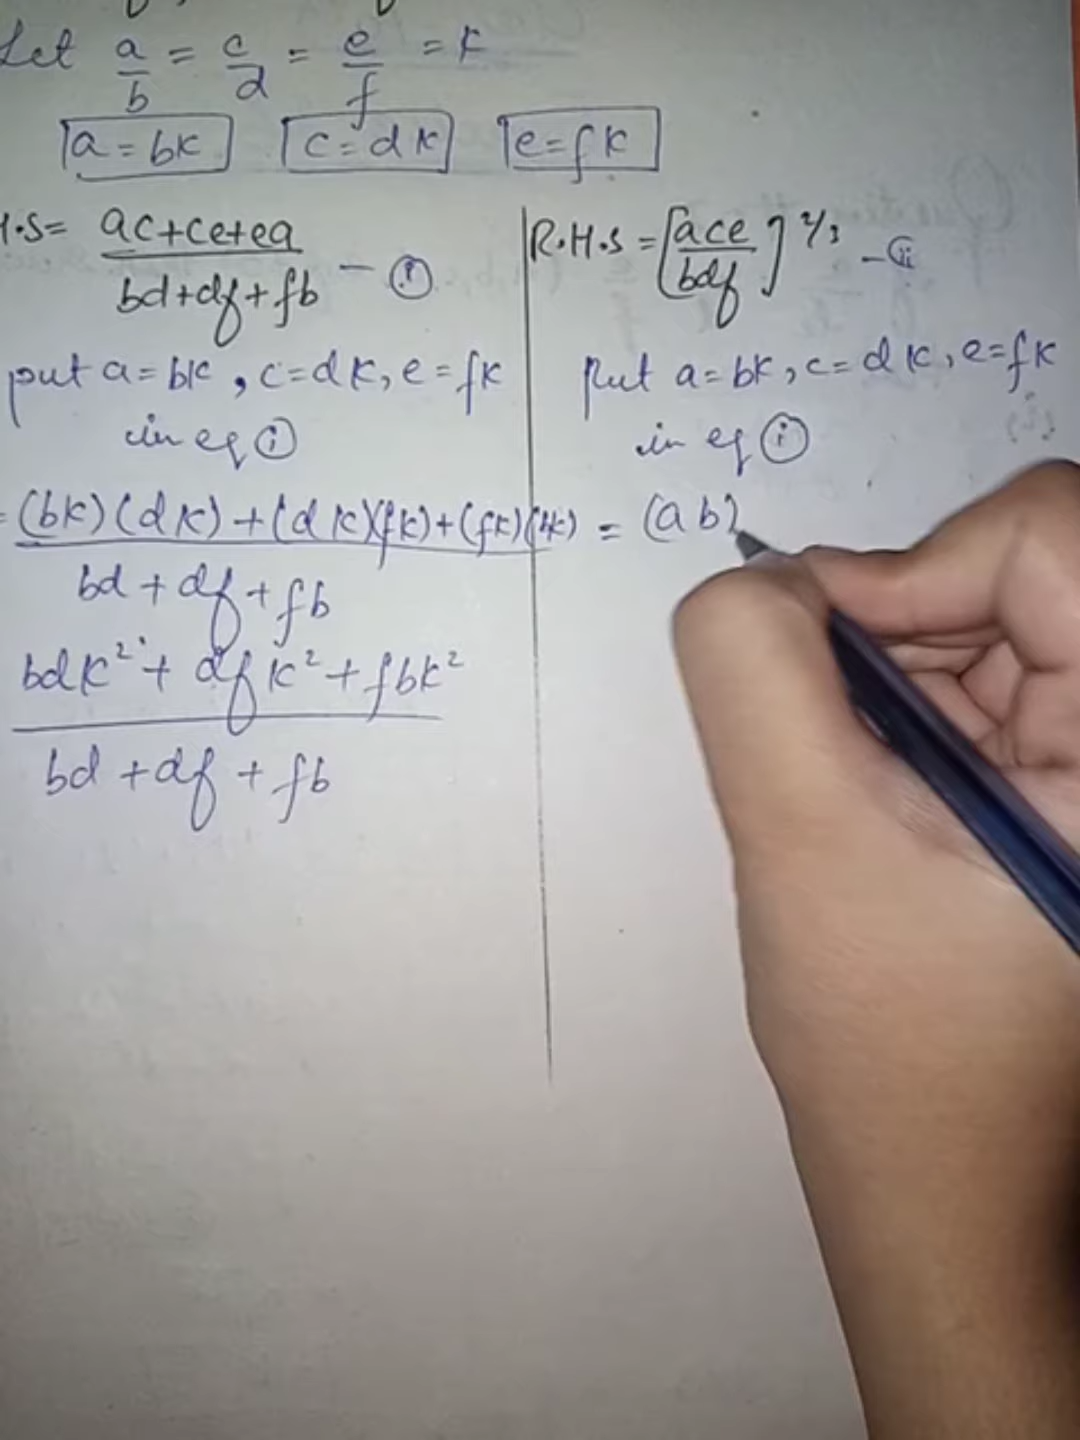 Let a/b = c/d = e/f = k
a = bk  c = dk  e = fk
H.S = ac+ce+ea / bd+df+fb — (i)
put a = bk, c = dk, e = fk
in eq (i)
= (bk)(dk) + (dk)(fk) + (fk)(bk) / bd + df + fb
bdk² + dfk² + fbk² / bd + df + fb
R.H.S = [ace/bdf]^2/3 — (ii
Put a = bk, c = dk, e = fk
in eq (i)
= (ab)